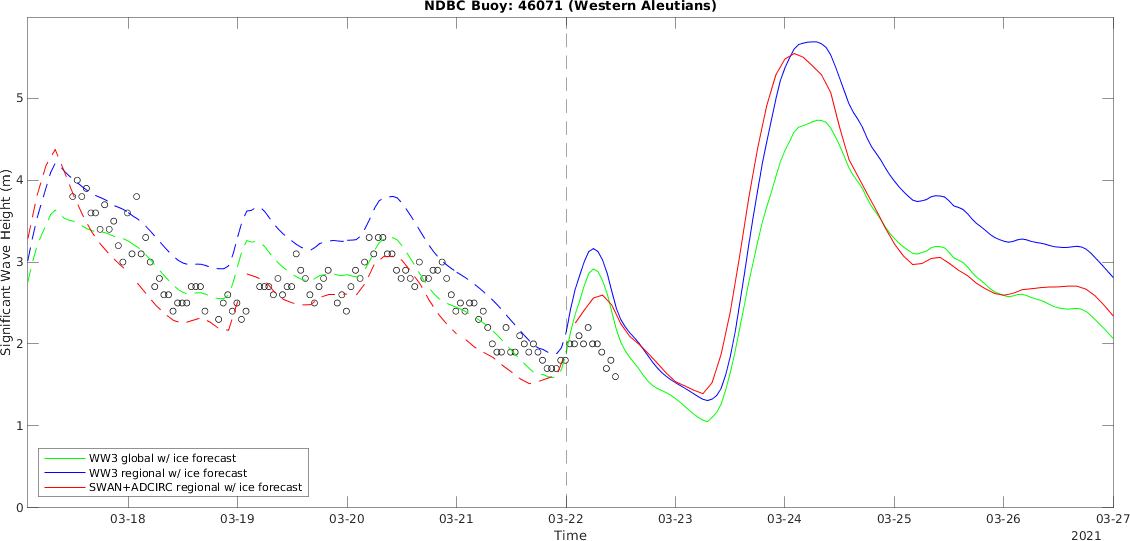 NDBC Buoy: 46071 (Western Aleutians)
Significant Wave Height (m)
5
4
3
2
1
0
WW3 global w/ ice forecast
WW3 regional w/ ice forecast
SWAN+ADCIRC regional w/ ice forecast
03-18 03-19 03-20 03-21 03-22 03-23 03-24 03-25 03-26 03-27
Time
2021